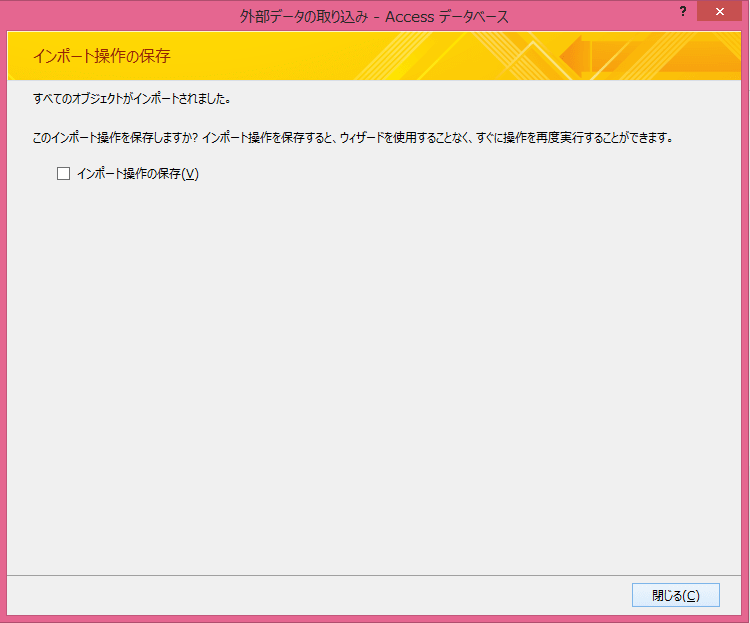 外部データの取り込み - Access データベース
?
インポート操作の保存
すべてのオブジェクトがインポートされました。
このインポート操作を保存しますか? インポート操作を保存すると、ウィザードを使用することなく、すぐに操作を再度実行することができます。
インポート操作の保存(V)
閉じる(C)